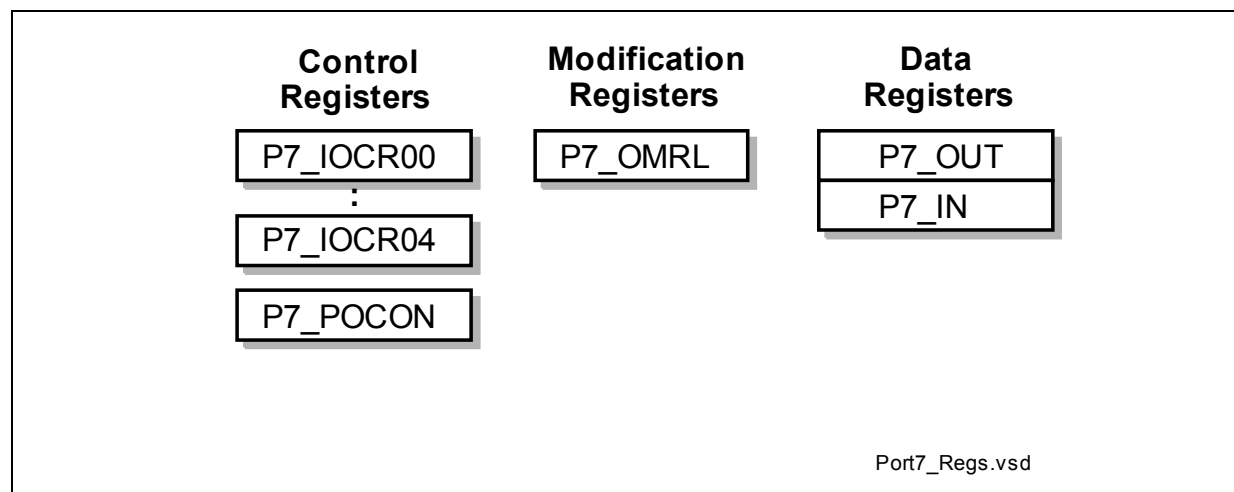 Control Registers
P7_IOCR00
:
P7_IOCR04
P7_POCON
Modification Registers
P7_OMRL
Data Registers
P7_OUT
P7_IN
Port7_Regs.vsd